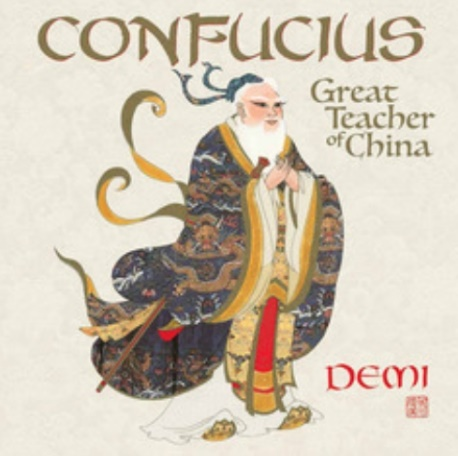 CONFUCIUS
Great
Teacher
of China
DEMI